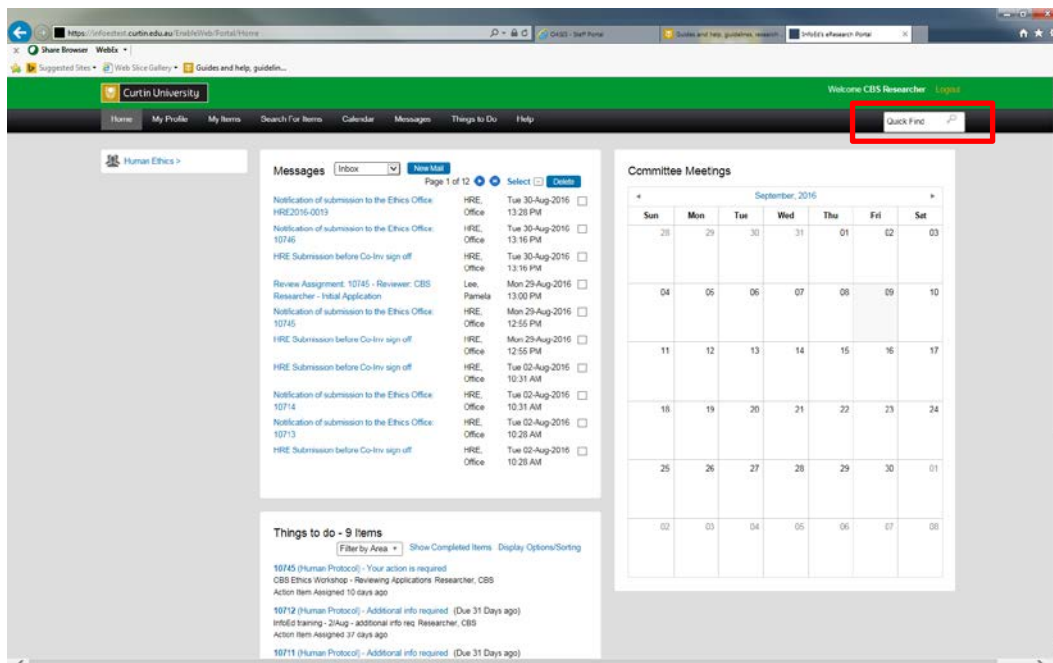 https://infoedtest.curtin.edu.au/EnableWeb/Portal/Home
OASIS - Staff Portal
Guides and help, guidelines, research ...
InfoEd's eResearch Portal
x Share Browser WebEx
Suggested Sites Web Slice Gallery Guides and help, guidelin...
Curtin University
Welcome CBS Researcher Logout
Home My Profile My Items Search For Items Calendar Messages Things to Do Help
Quick Find
Human Ethics >
Messages Inbox New Mail
Page 1 of 12 Select Delete
Notification of submission to the Ethics Office: HRE, Tue 30-Aug-2016
HRE2016-0019 Office 13:28 PM
Notification of submission to the Ethics Office: HRE, Tue 30-Aug-2016
10746 Office 13:16 PM
HRE Submission before Co-Inv sign off HRE, Tue 30-Aug-2016
Office 13:16 PM
Review Assignment: 10745 - Reviewer: CBS Lee, Mon 29-Aug-2016
Researcher - Initial Application Pamela 13:00 PM
Notification of submission to the Ethics Office: HRE, Mon 29-Aug-2016
10745 Office 12:55 PM
HRE Submission before Co-Inv sign off HRE, Mon 29-Aug-2016
Office 12:55 PM
HRE Submission before Co-Inv sign off HRE, Tue 02-Aug-2016
Office 10:31 AM
Notification of submission to the Ethics Office: HRE, Tue 02-Aug-2016
10714 Office 10:31 AM
Notification of submission to the Ethics Office: HRE, Tue 02-Aug-2016
10713 Office 10:28 AM
HRE Submission before Co-Inv sign off HRE, Tue 02-Aug-2016
Office 10:28 AM
Things to do - 9 Items
Filter by Area Show Completed Items Display Options/Sorting
10745 (Human Protocol) - Your action is required
CBS Ethics Workshop - Reviewing Applications Researcher, CBS
Action Item Assigned 10 days ago
10712 (Human Protocol) - Additional info required (Due 31 Days ago)
InfoEd training - 2/Aug - additional info req Researcher, CBS
Action Item Assigned 37 days ago
10711 (Human Protocol) - Additional info required (Due 31 Days ago)
Committee Meetings
September, 2016
Sun Mon Tue Wed Thu Fri Sat
28 29 30 31 01 02 03
04 05 06 07 08 09 10
11 12 13 14 15 16 17
18 19 20 21 22 23 24
25 26 27 28 29 30 01
02 03 04 05 06 07 08